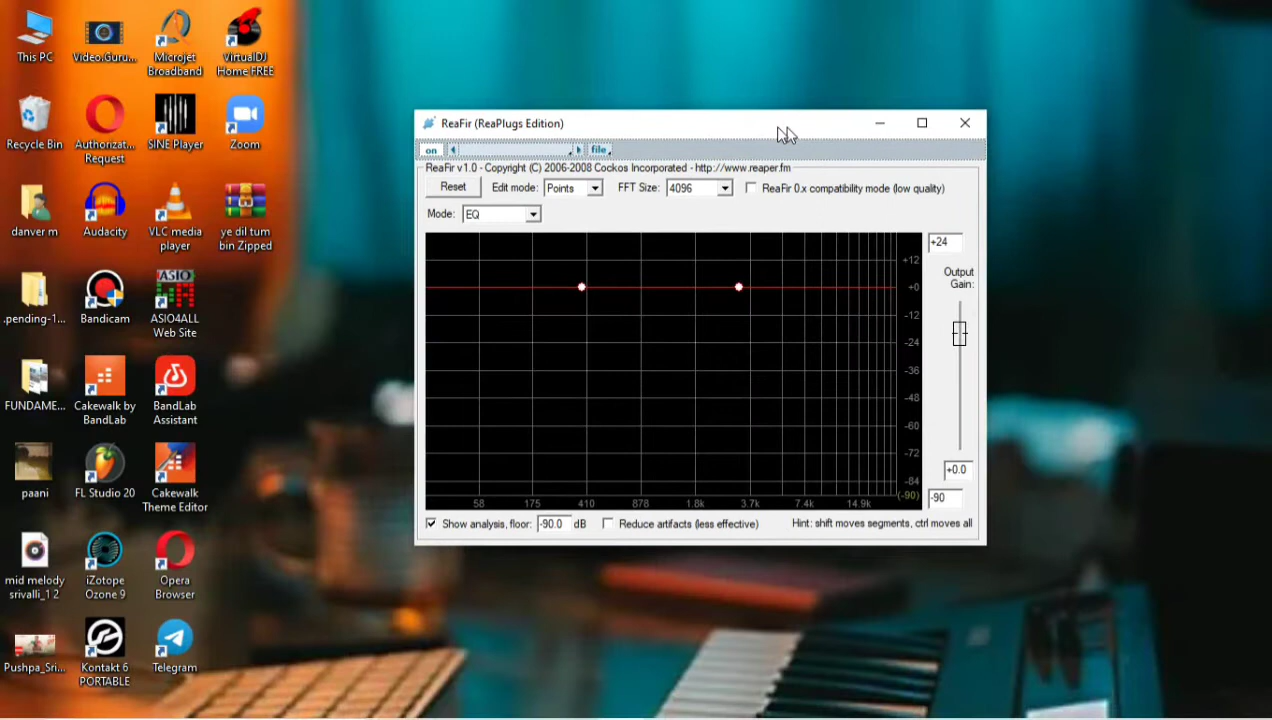 This PC
Video.Guru...
Microjet
Broadband
VirtualDJ
Home FREE
Recycle Bin
Authorizat...
Request
SINE Player
Zoom
danver m
Audacity
VLC media
player
ye dil tum
bin Zipped
.pending-1...
Bandicam
ASIO
ASIO4ALL
Web Site
FUNDAME...
Cakewalk by
BandLab
BandLab
Assistant
paani
FL Studio 20
Cakewalk
Theme Editor
mid melody
srivalli_1 2
iZotope
Ozone 9
Opera
Browser
Pushpa_Sri...
Kontakt 6
PORTABLE
Telegram
ReaFir (ReaPlugs Edition)
on
file
ReaFir v1.0 - Copyright (C) 2006-2008 Cockos Incorporated - http://www.reaper.fm
Reset
Edit mode: Points
FFT Size: 4096
ReaFir 0.x compatibility mode (low quality)
Mode: EQ
+24
+12
+0
-12
-24
-36
-48
-60
-72
-84
(-90)
Output
Gain:
+0.0
-90
58 175 410 878 1.8k 3.7k 7.4k 14.9k
Show analysis, floor: -90.0 dB
Reduce artifacts (less effective)
Hint: shift moves segments, ctrl moves all